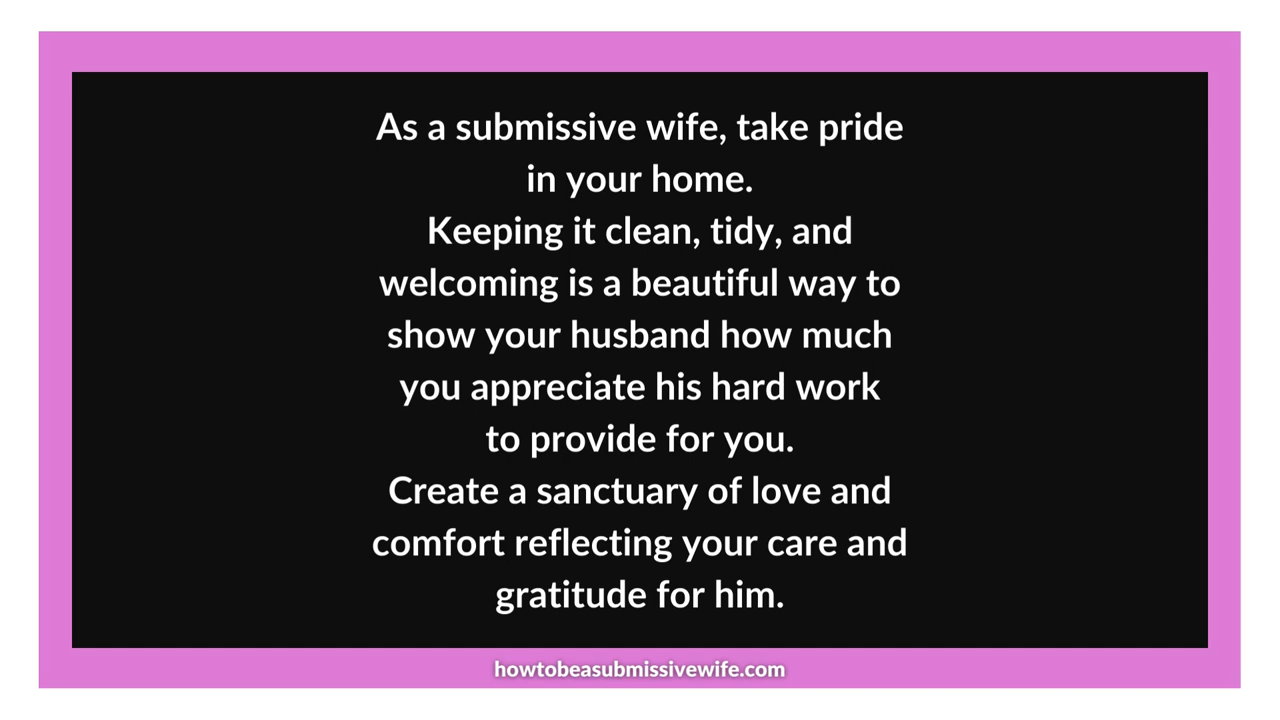 As a submissive wife, take pride
in your home.
Keeping it clean, tidy, and
welcoming is a beautiful way to
show your husband how much
you appreciate his hard work
to provide for you.
Create a sanctuary of love and
comfort reflecting your care and
gratitude for him.
howtobeasubmissivewife.com